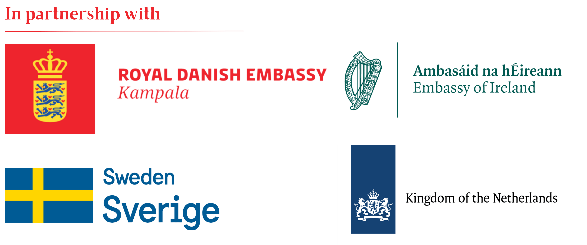 In partnership with
ROYAL DANISH EMBASSY
Kampala
Ambasáid na hÉireann
Embassy of Ireland
Sweden
Sverige
Kingdom of the Netherlands